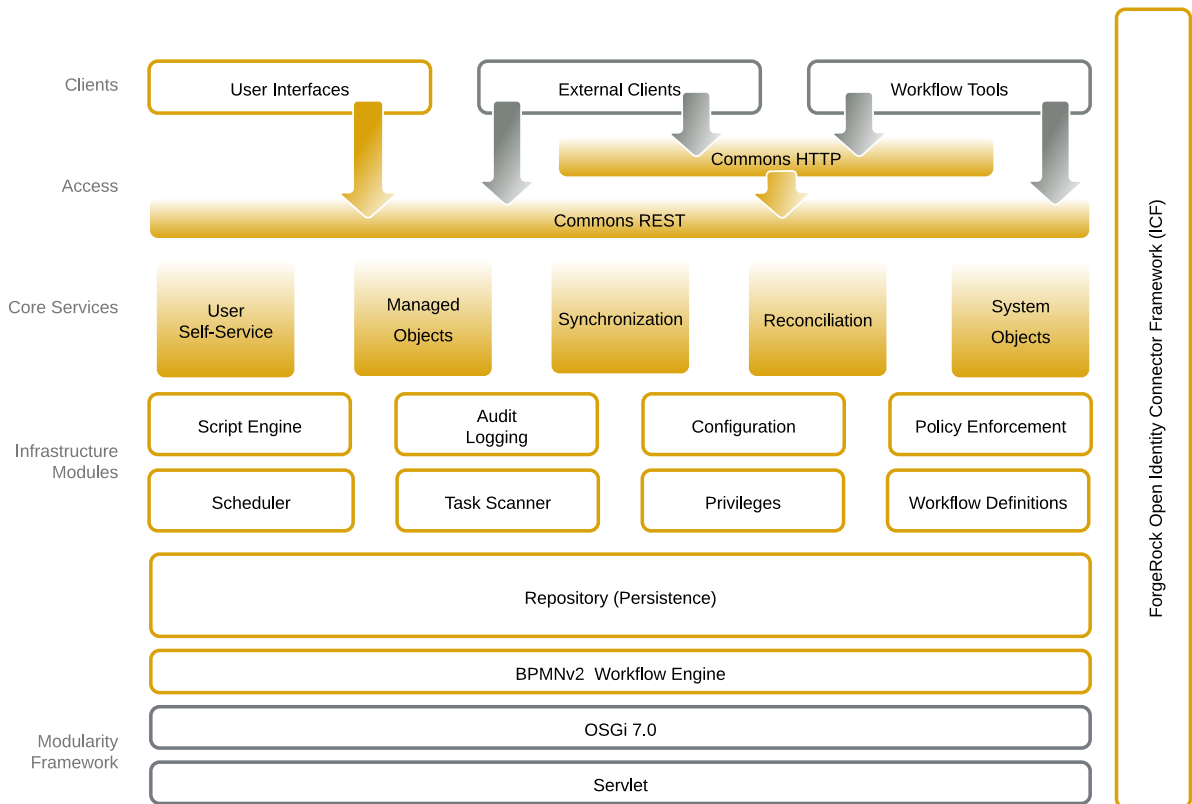 Clients
User Interfaces
External Clients
Workflow Tools
Access
Commons HTTP
Commons REST
Core Services
User
Self-Service
Managed
Objects
Synchronization
Reconciliation
System
Objects
Infrastructure
Modules
Script Engine
Audit
Logging
Configuration
Policy Enforcement
Scheduler
Task Scanner
Privileges
Workflow Definitions
Repository (Persistence)
BPMNv2 Workflow Engine
Modularity
Framework
OSGi 7.0
Servlet
ForgeRock Open Identity Connector Framework (ICF)